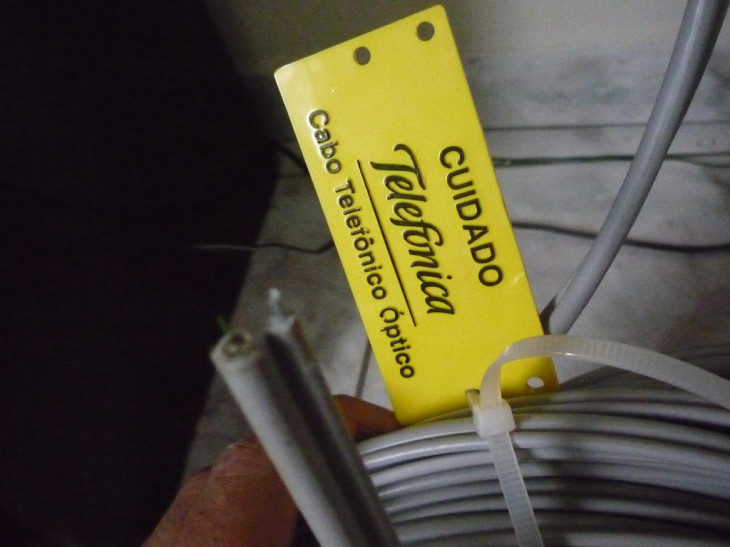 CUIDADO
Telefónica
Cabo Telefônico Óptico